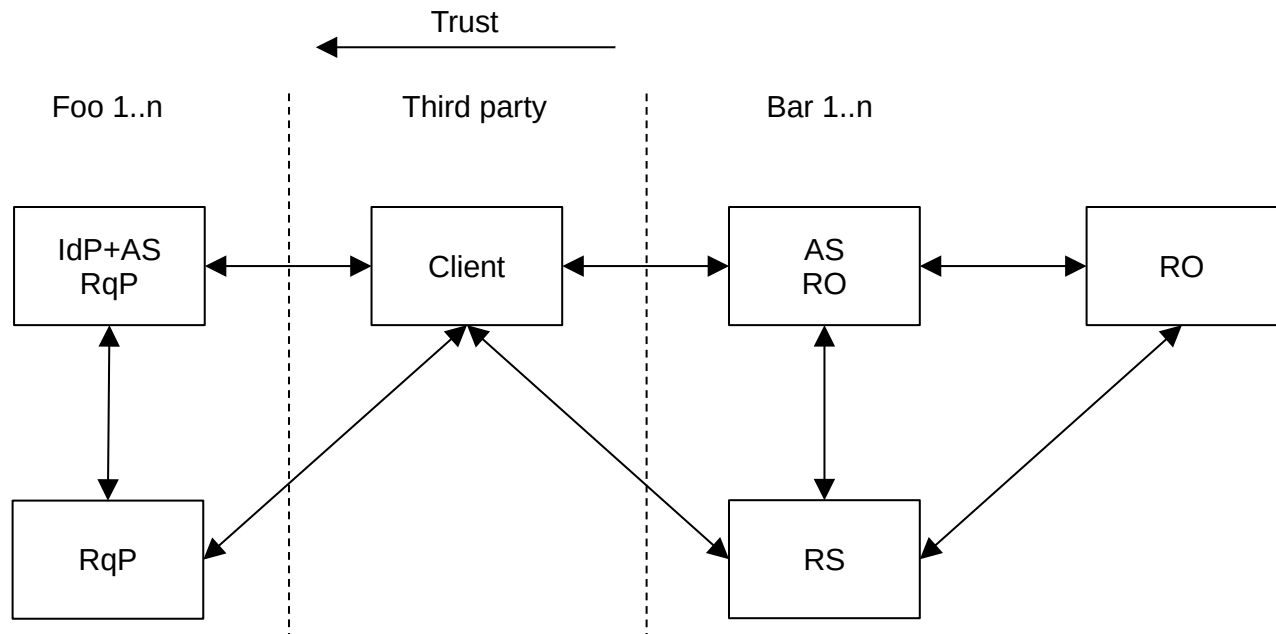 Trust
Foo 1..n
Third party
Bar 1..n
IdP+AS
RqP
Client
AS
RO
RO
RqP
RS